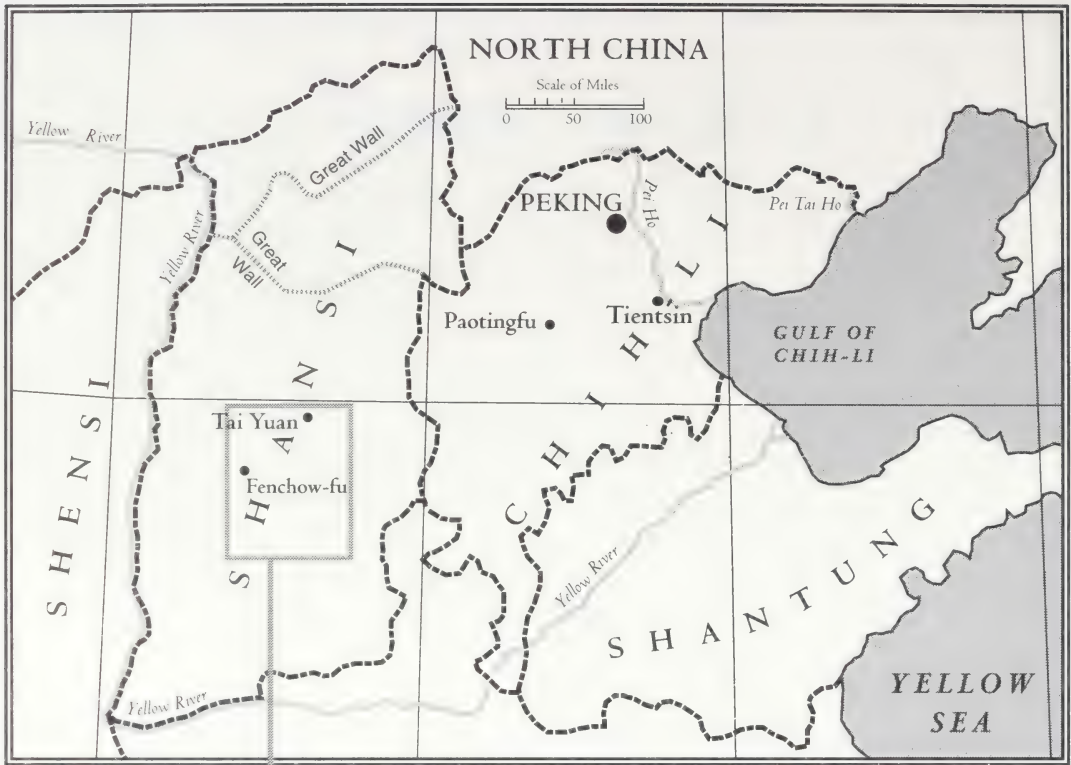 NORTH CHINA
Scale of Miles
0 50 100
Yellow River
Great Wall
PEKING
Pei Ho
Pei Tai Ho
Yellow River
Great
Wall
Paotingfu
Tientsin
GULF OF
CHIH-LI
SHENSI
SHANSI
CHIHLI
Tai Yuan
Fenchow-fu
Yellow River
SHANTUNG
Yellow River
YELLOW
SEA